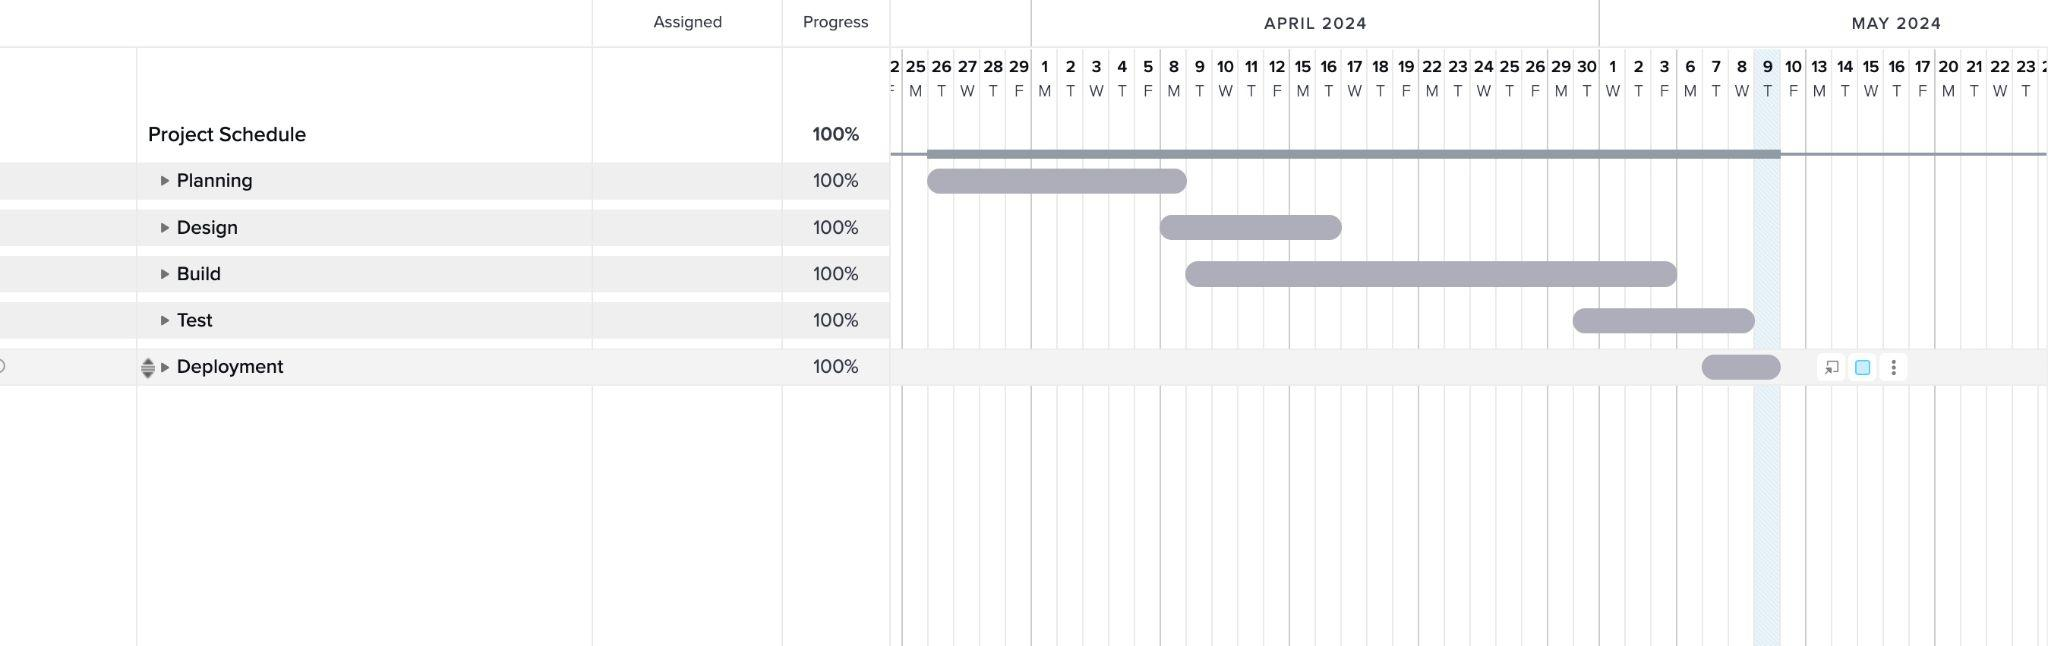 Assigned Progress APRIL 2024 MAY 2024
2 25 26 27 28 29 1 2 3 4 5 8 9 10 11 12 15 16 17 18 19 22 23 24 25 26 29 30 1 2 3 6 7 8 9 10 13 14 15 16 17 20 21 22 23 2
F M T W T F M T W T F M T W T F M T W T F M T W T F M T W T F M T W T F M T W T F M T W T
Project Schedule 100%
Planning 100%
Design 100%
Build 100%
Test 100%
Deployment 100%